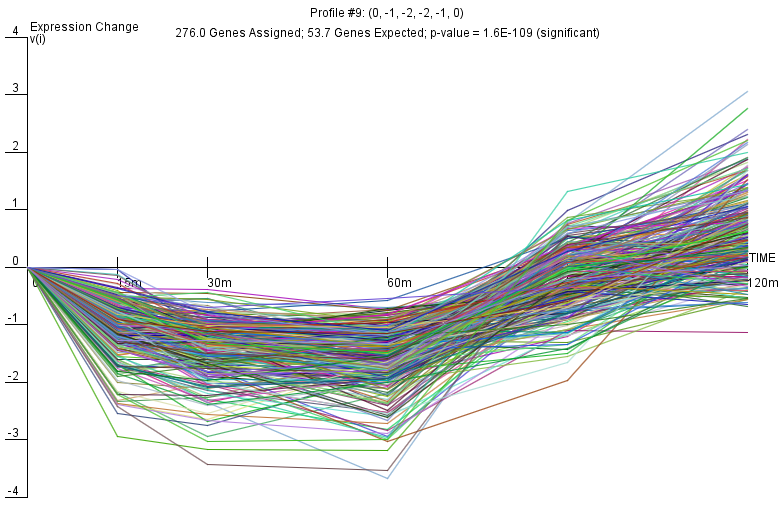 Profile #9: (0, -1, -2, -2, -1, 0)
Expression Change
v(i)
276.0 Genes Assigned; 53.7 Genes Expected; p-value = 1.6E-109 (significant)
4
3
2
1
0
TIME
0 15m 30m 60m 120m
-1
-2
-3
-4